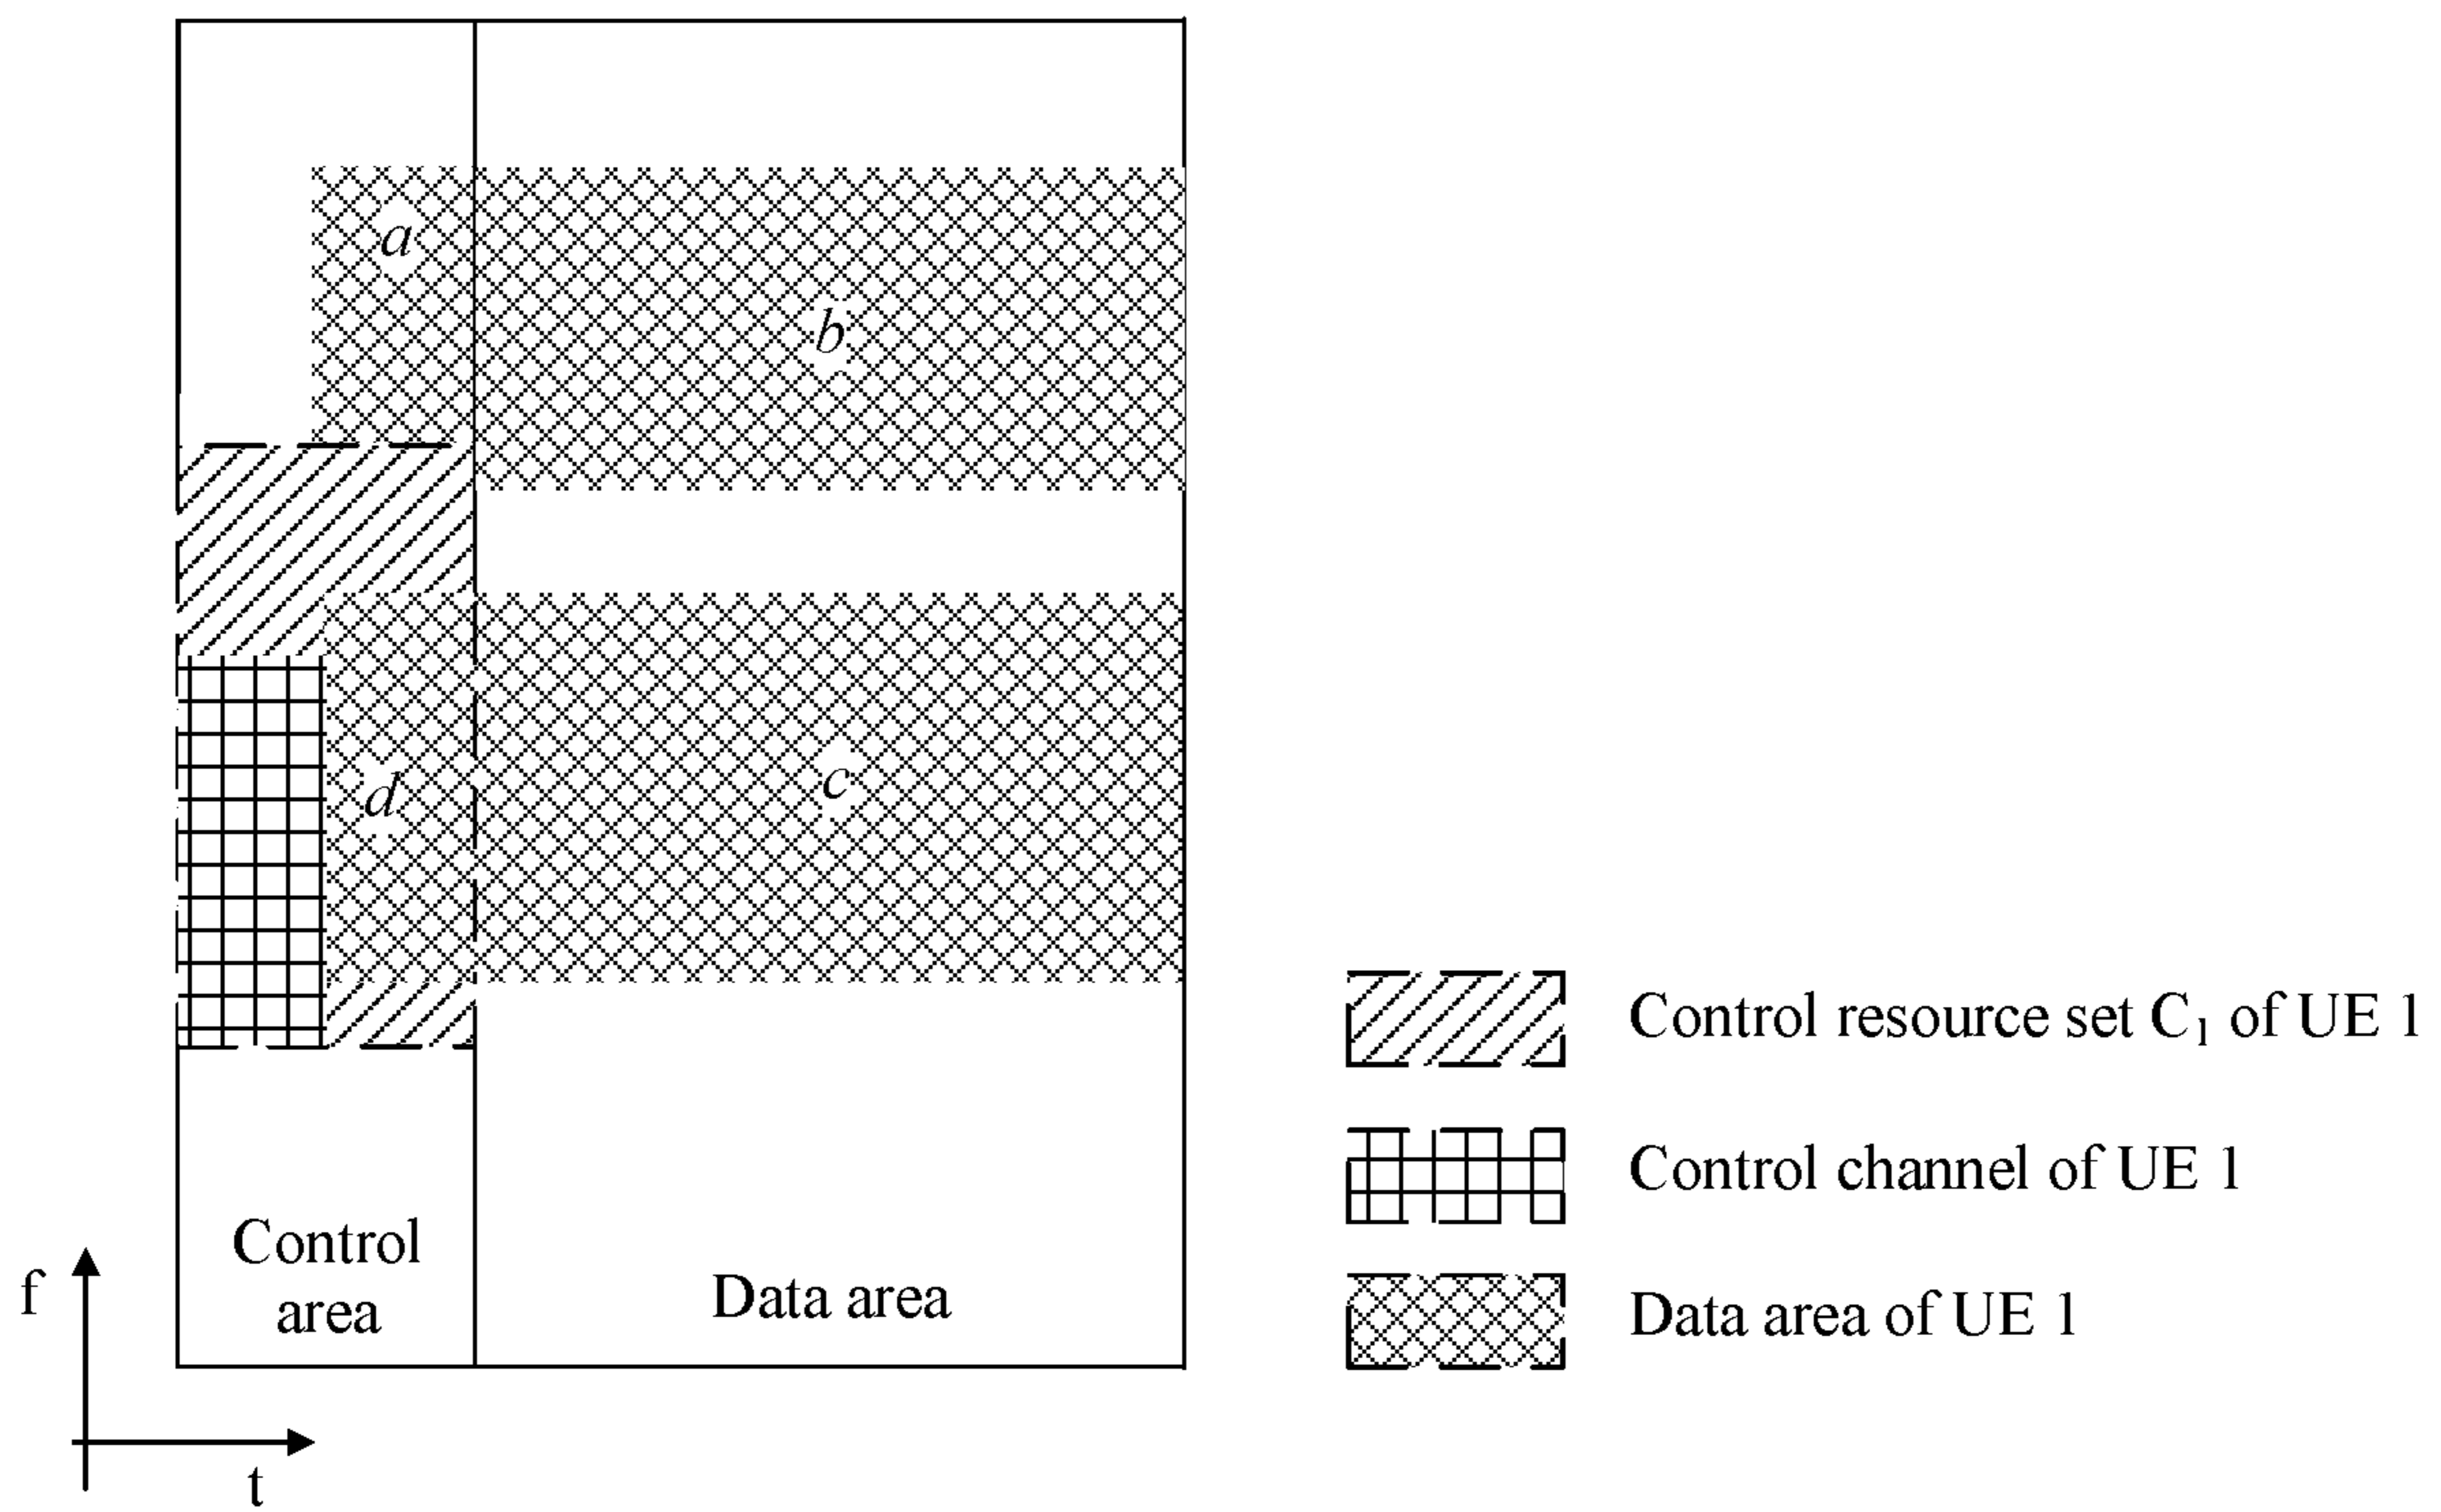 a
b
d
c
Control resource set C₁ of UE 1
Control channel of UE 1
Data area of UE 1
Control
area
Data area
f
t